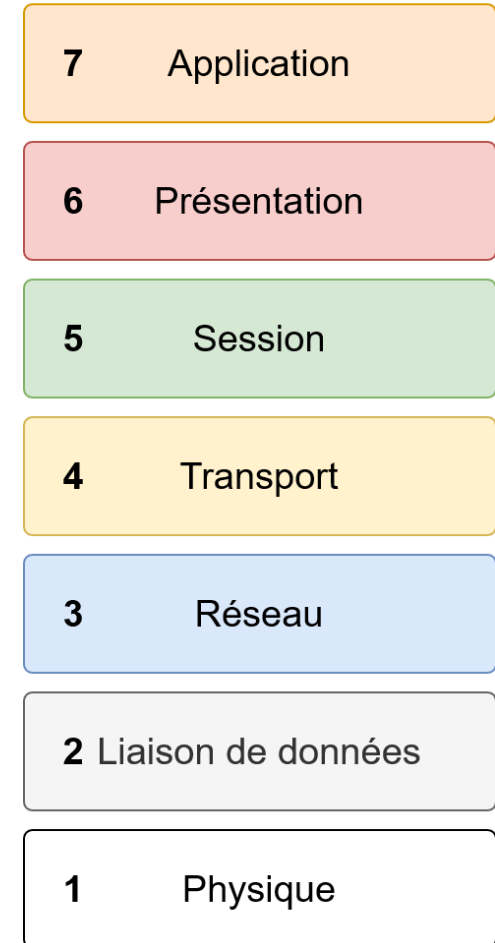 7 Application
6 Présentation
5 Session
4 Transport
3 Réseau
2 Liaison de données
1 Physique